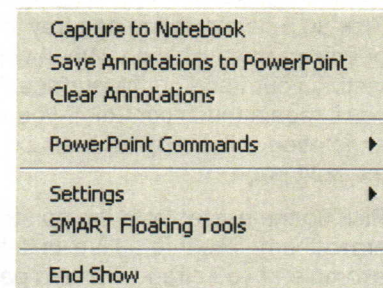 Capture to Notebook
Save Annotations to PowerPoint
Clear Annotations
PowerPoint Commands
Settings
SMART Floating Tools
End Show